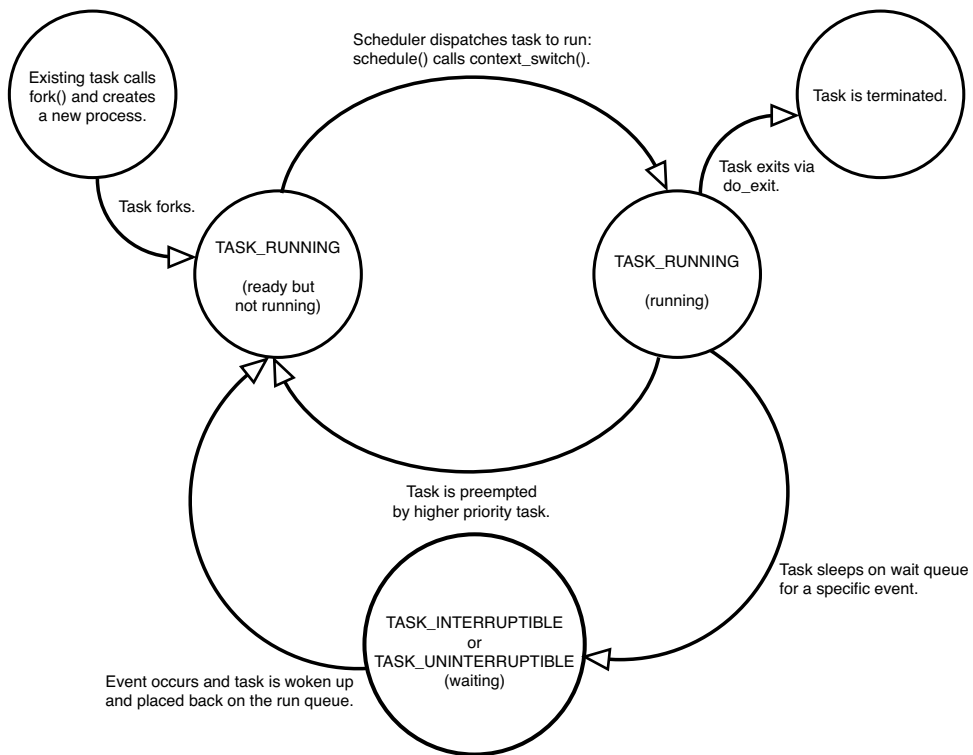 Scheduler dispatches task to run:
schedule() calls context_switch().
Existing task calls
fork() and creates
a new process.
Task is terminated.
Task forks.
Task exits via
do_exit.
TASK_RUNNING
(ready but
not running)
TASK_RUNNING
(running)
Task is preempted
by higher priority task.
Task sleeps on wait queue
for a specific event.
TASK_INTERRUPTIBLE
or
TASK_UNINTERRUPTIBLE
(waiting)
Event occurs and task is woken up
and placed back on the run queue.